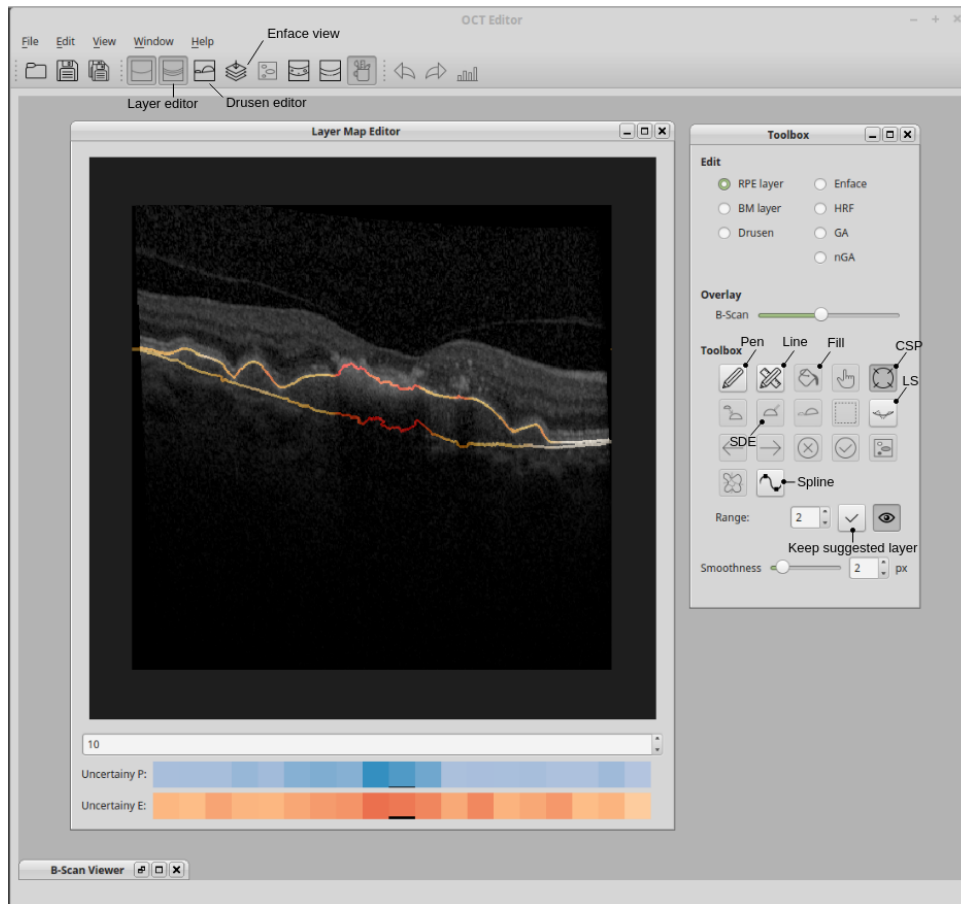 OCT Editor
File Edit View Window Help
Enface view
Layer editor
Drusen editor
Layer Map Editor
Toolbox
Edit
RPE layer Enface
BM layer HRF
Drusen GA
nGA
Overlay
B-Scan
Toolbox
Pen Line Fill CSP
LS
SDE
Spline
Range: 2
Keep suggested layer
Smoothness 2 px
10
Uncertainy P:
Uncertainy E:
B-Scan Viewer